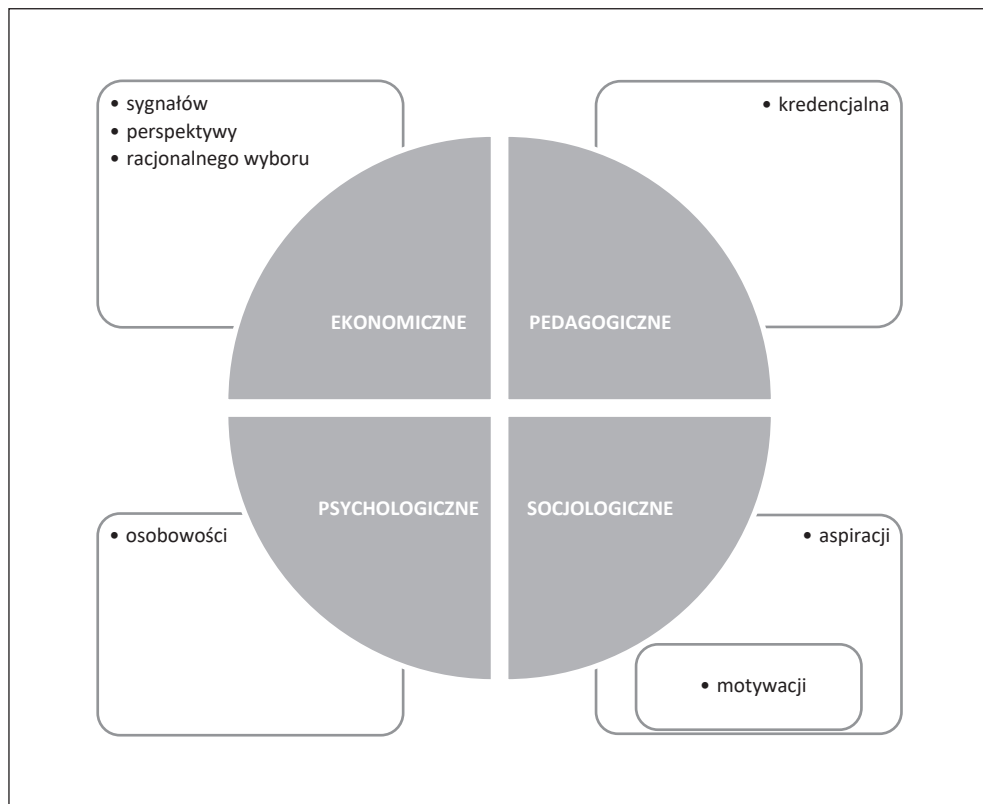 • sygnałów
• perspektywy
• racjonalnego wyboru
• kredencjalna
EKONOMICZNE
PEDAGOGICZNE
PSYCHOLOGICZNE
SOCJOLOGICZNE
• osobowości
• aspiracji
• motywacji